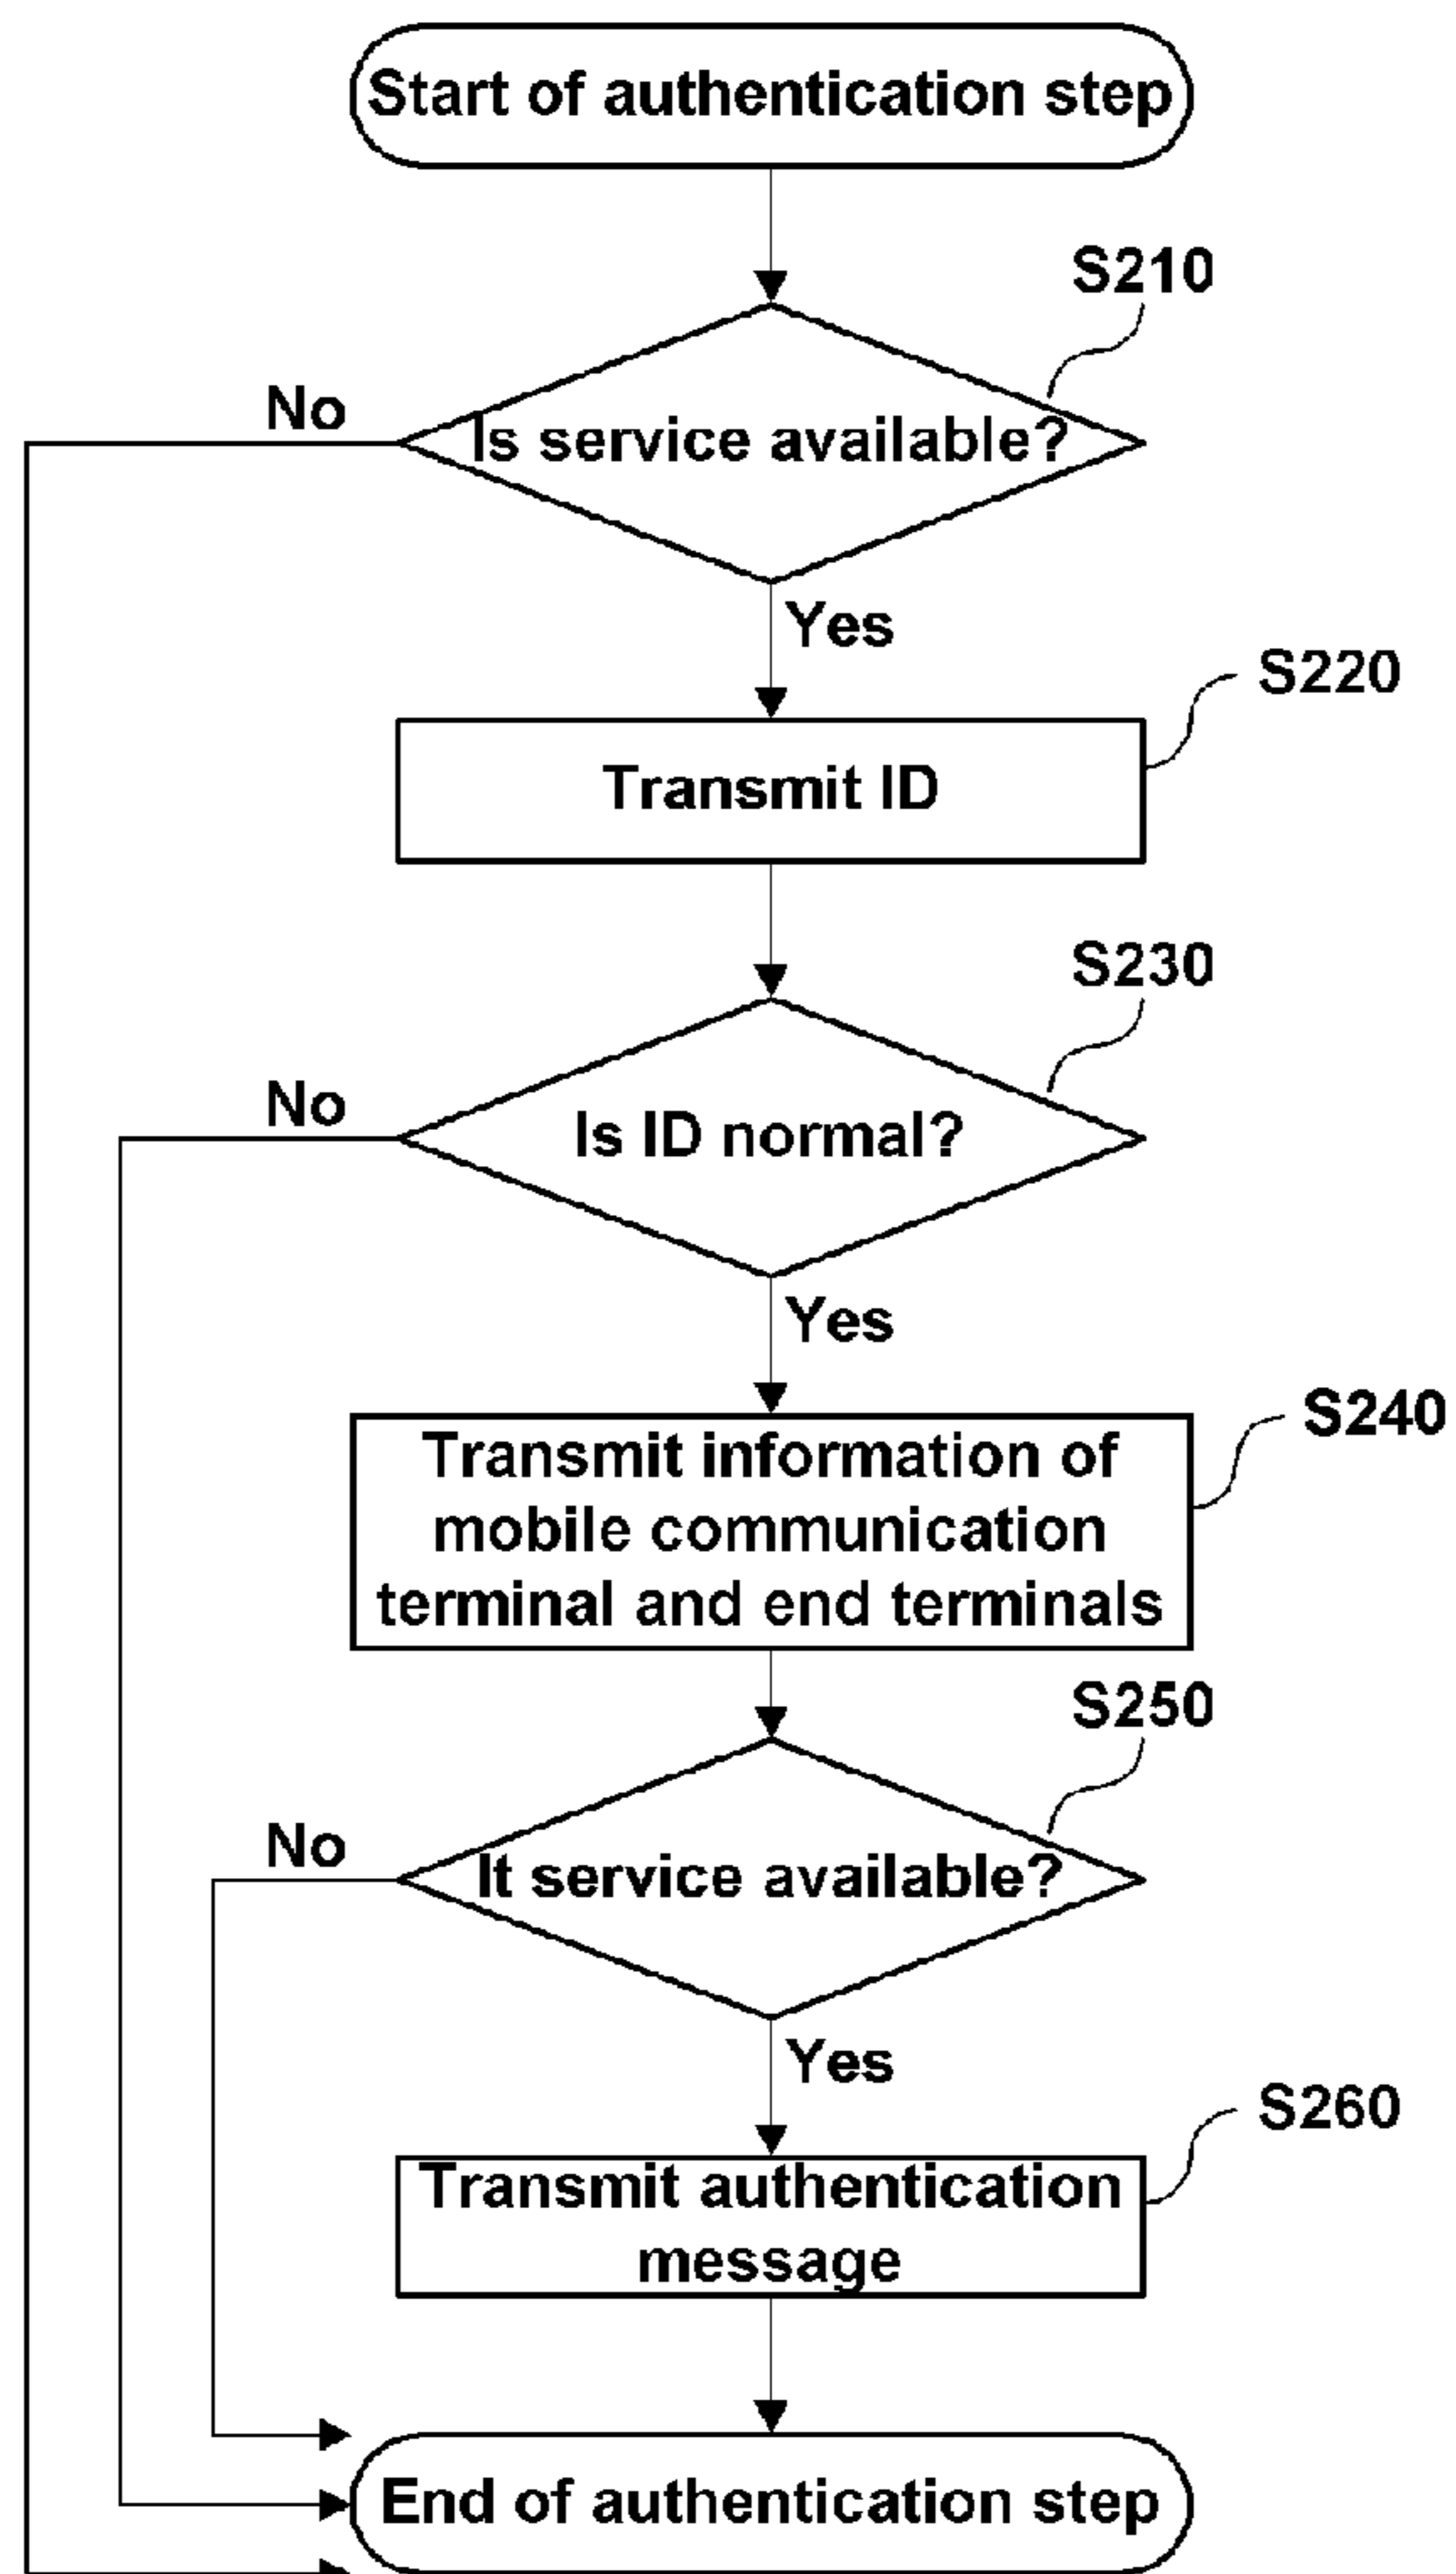 Start of authentication step
S210
No
Is service available?
Yes
S220
Transmit ID
S230
No
Is ID normal?
Yes
S240
Transmit information of
mobile communication
terminal and end terminals
S250
No
It service available?
Yes
S260
Transmit authentication
message
End of authentication step